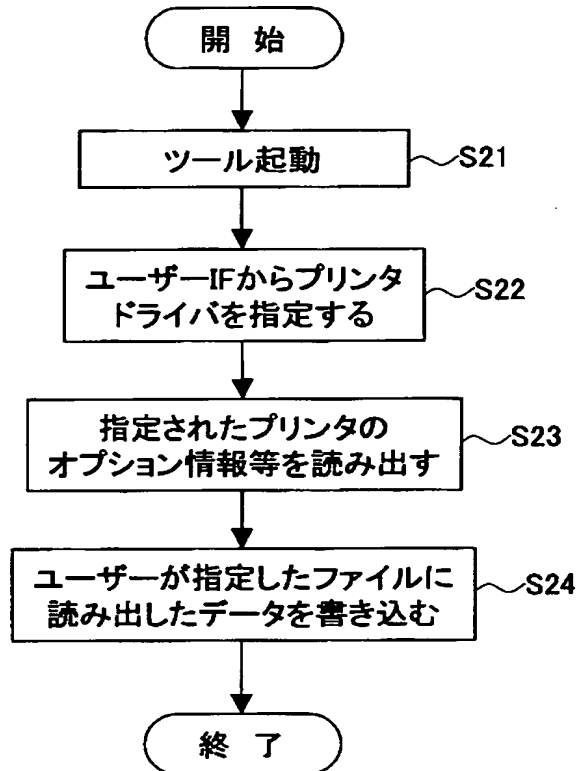 開 始
ツール起動
S21
ユーザーIFからプリンタ
ドライバを指定する
S22
指定されたプリンタの
オプション情報等を読み出す
S23
ユーザーが指定したファイルに
読み出したデータを書き込む
S24
終 了